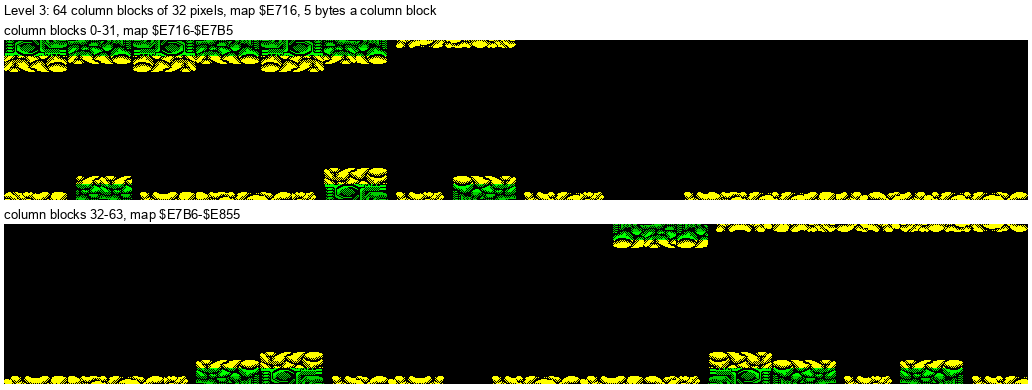 Level 3: 64 column blocks of 32 pixels, map $E716, 5 bytes a column block
column blocks 0-31, map $E716-$E7B5
column blocks 32-63, map $E7B6-$E855